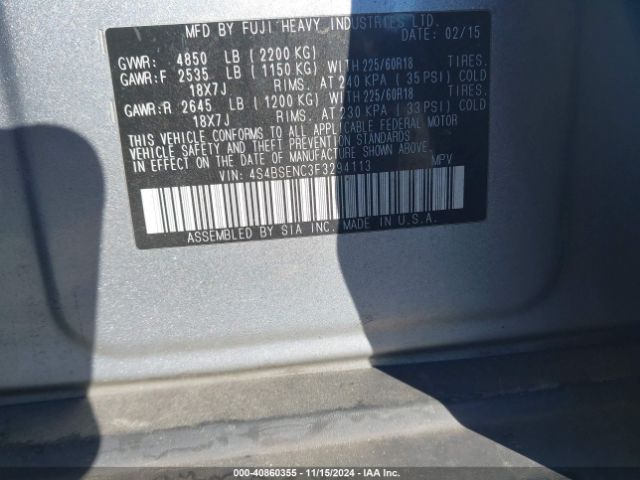 MFD BY FUJI HEAVY INDUSTRIES LTD.
DATE: 02/15
GVWR: 4850 LB (2200 KG)
GAWR:F 2535 LB (1150 KG) WITH 225/60R18 TIRES.
18X7J RIMS. AT 240 KPA (35 PSI) COLD
GAWR:R 2645 LB (1200 KG) WITH 225/60R18 TIRES.
18X7J RIMS. AT 230 KPA (33 PSI) COLD
THIS VEHICLE CONFORMS TO ALL APPLICABLE FEDERAL MOTOR
VEHICLE SAFETY AND THEFT PREVENTION STANDARDS
IN EFFECT ON THE DATE OF MANUFACTURE SHOWN ABOVE.
VIN: 4S4BSENC3F3294113 MPV
ASSEMBLED BY SIA INC. MADE IN U.S.A.
000-40860355 - 11/15/2024 - IAA Inc.